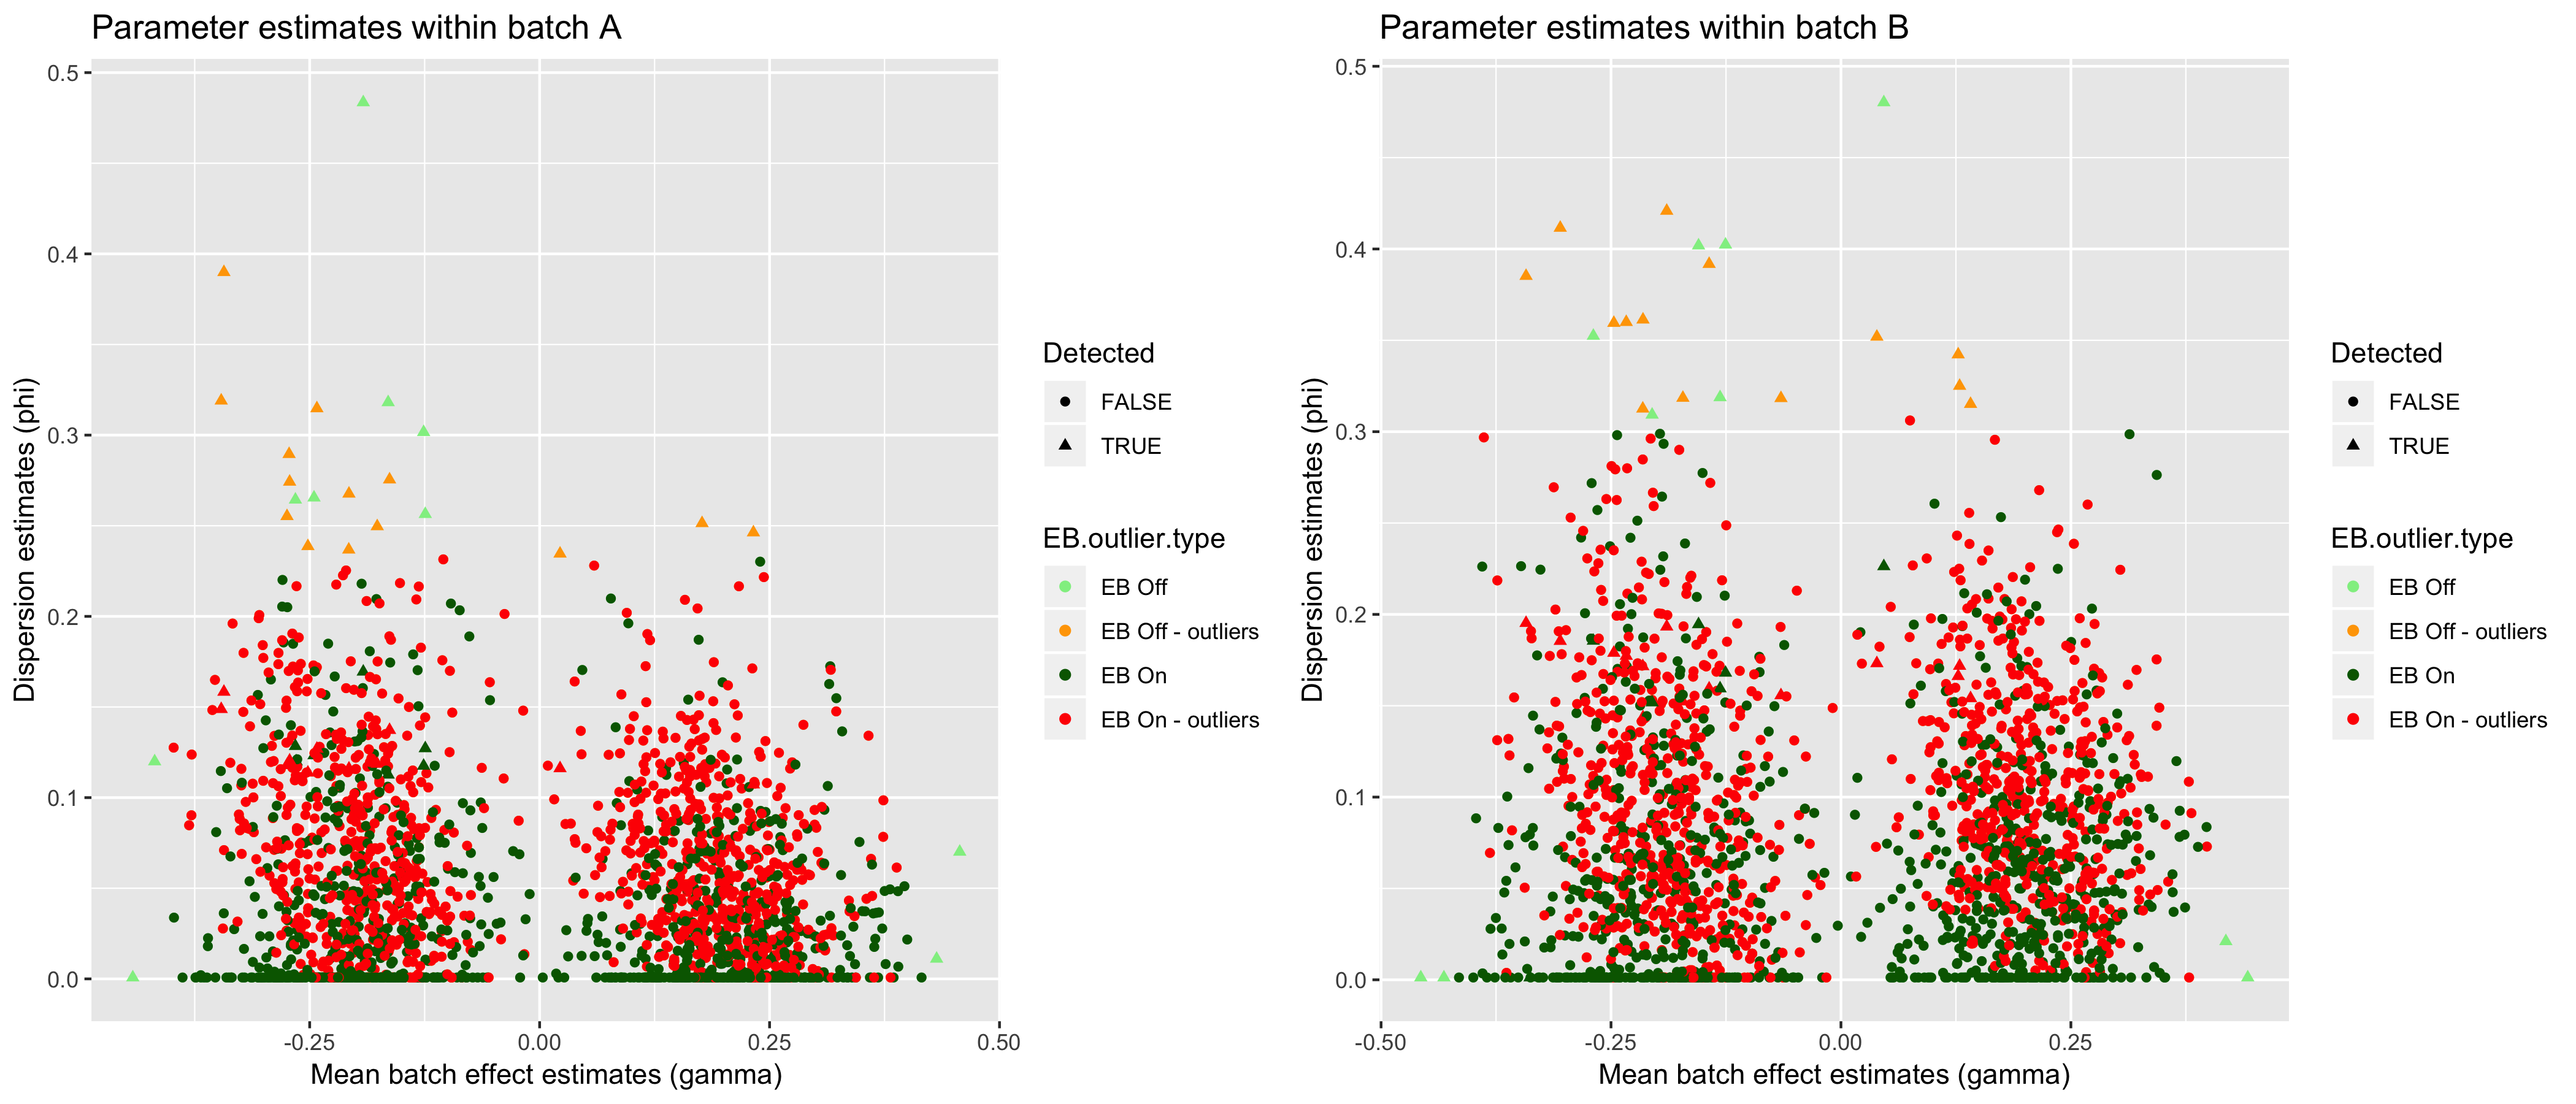 Parameter estimates within batch A
0.5
0.4
0.3
0.2
0.1
0.0
Dispersion estimates (phi)
-0.25
0.00
0.25
0.50
Mean batch effect estimates (gamma)
Detected
FALSE
TRUE
EB.outlier.type
EB Off
EB Off - outliers
EB On
EB On - outliers
Parameter estimates within batch B
0.5
0.4
0.3
0.2
0.1
0.0
Dispersion estimates (phi)
-0.50
-0.25
0.00
0.25
Mean batch effect estimates (gamma)
Detected
FALSE
TRUE
EB.outlier.type
EB Off
EB Off - outliers
EB On
EB On - outliers